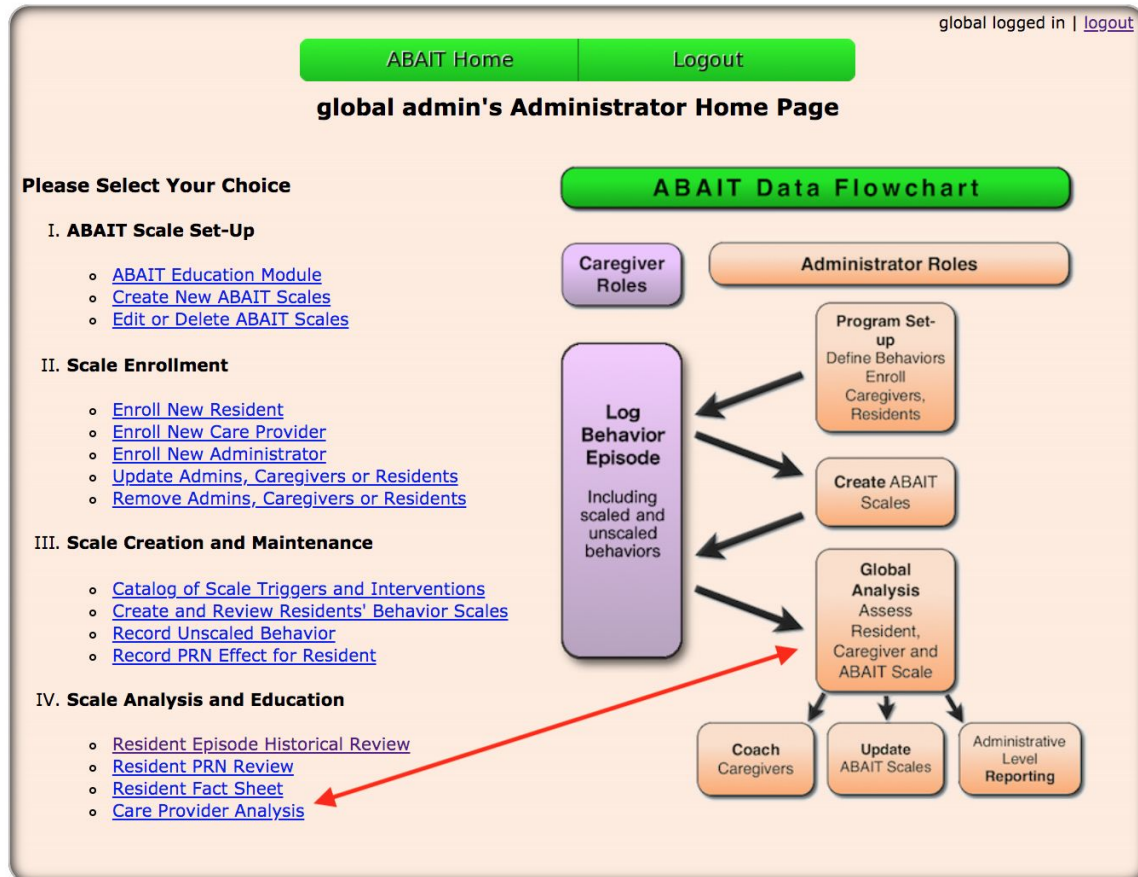 global logged in | logout
ABAIT Home
Logout
global admin's Administrator Home Page
Please Select Your Choice
I. ABAIT Scale Set-Up
ABAIT Education Module
Create New ABAIT Scales
Edit or Delete ABAIT Scales
II. Scale Enrollment
Enroll New Resident
Enroll New Care Provider
Enroll New Administrator
Update Admins, Caregivers or Residents
Remove Admins, Caregivers or Residents
III. Scale Creation and Maintenance
Catalog of Scale Triggers and Interventions
Create and Review Residents' Behavior Scales
Record Unscaled Behavior
Record PRN Effect for Resident
IV. Scale Analysis and Education
Resident Episode Historical Review
Resident PRN Review
Resident Fact Sheet
Care Provider Analysis
ABAIT Data Flowchart
Caregiver
Roles
Administrator Roles
Log
Behavior
Episode
Including
scaled and
unscaled
behaviors
Program Set-
up
Define Behaviors
Enroll
Caregivers,
Residents
Create ABAIT
Scales
Global
Analysis
Assess
Resident,
Caregiver and
ABAIT Scale
Coach
Caregivers
Update
ABAIT Scales
Administrative
Level
Reporting